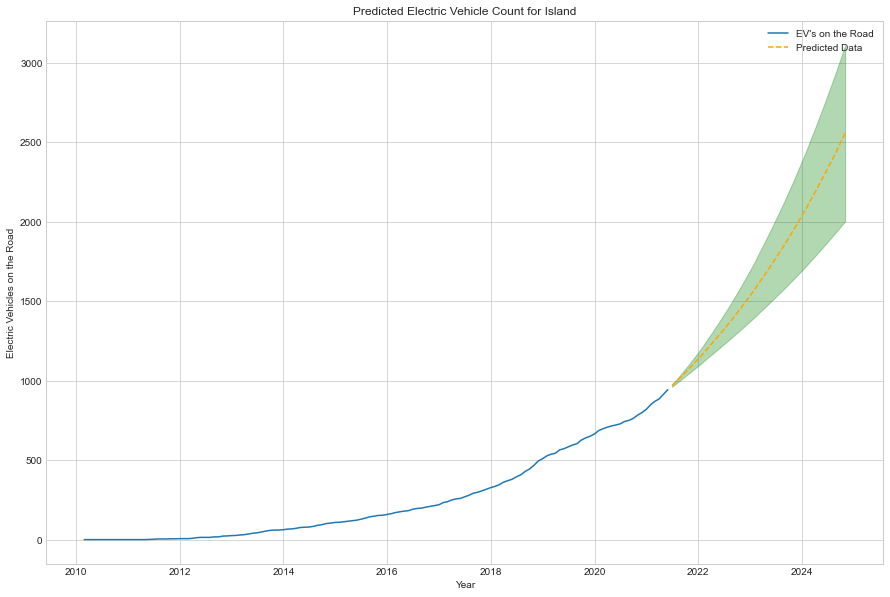 Predicted Electric Vehicle Count for Island
EV's on the Road
Predicted Data
3000
2500
2000
1500
1000
500
0
Electric Vehicles on the Road
2010 2012 2014 2016 2018 2020 2022 2024
Year